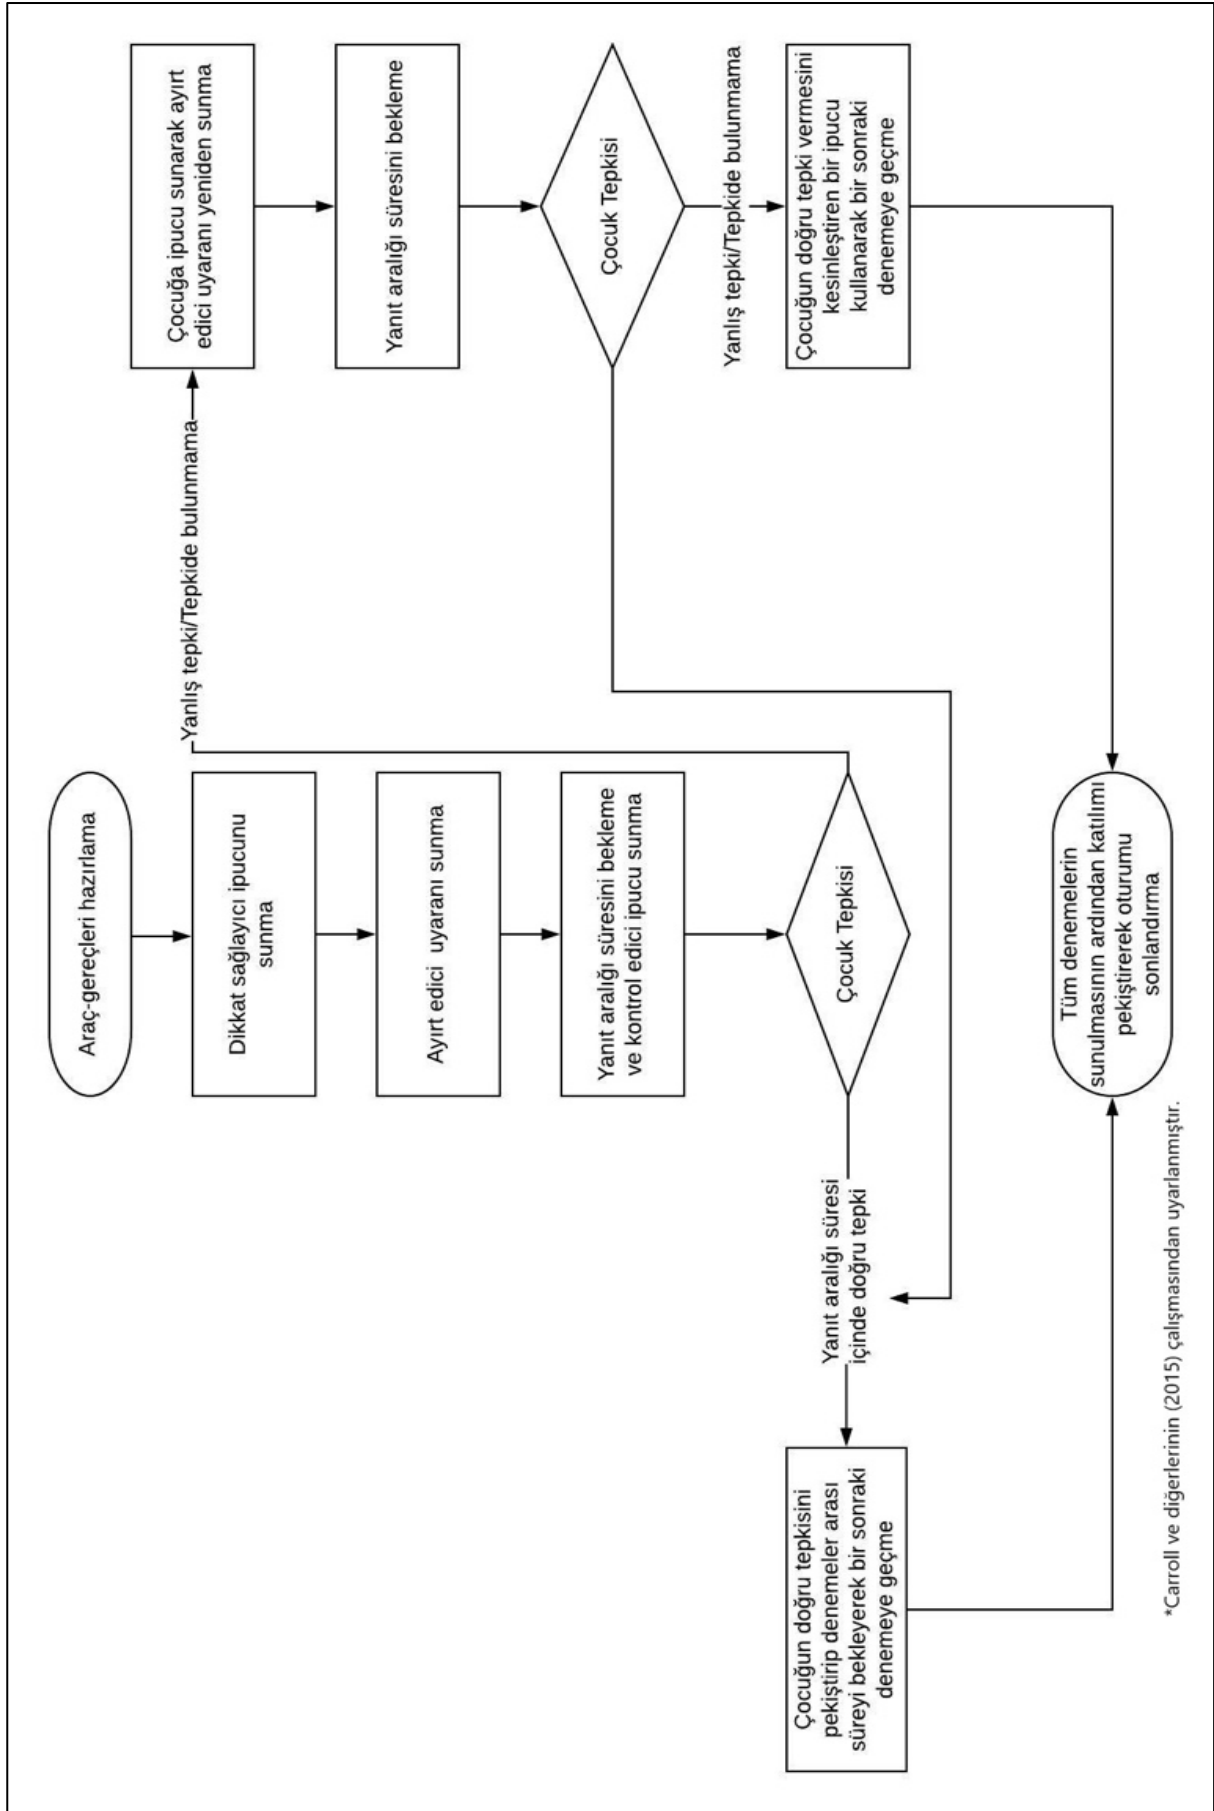 Araç-gereçleri hazırlama
Dikkat sağlayıcı ipucunu
sunma
Ayırt edici uyaranı sunma
Yanıt aralığı süresini bekleme
ve kontrol edici ipucu sunma
Çocuk Tepkisi
Yanıt aralığı süresi
içinde doğru tepki
Çocuğun doğru tepkisini
pekiştirip denemeler arası
süreyi bekleyerek bir sonraki
denemeye geçme
Yanlış tepki/Tepkide bulunmama
Çocuğa ipucu sunarak ayırt
edici uyaranı yeniden sunma
Yanıt aralığı süresini bekleme
Çocuk Tepkisi
Yanlış tepki/Tepkide bulunmama
Çocuğun doğru tepki vermesini
kesinleştiren bir ipucu
kullanarak bir sonraki
denemeye geçme
Tüm denemelerin
sunulmasının ardından katılımı
pekiştirerek oturumu
sonlandırma
*Carroll ve diğerlerinin (2015) çalışmasından uyarlanmıştır.